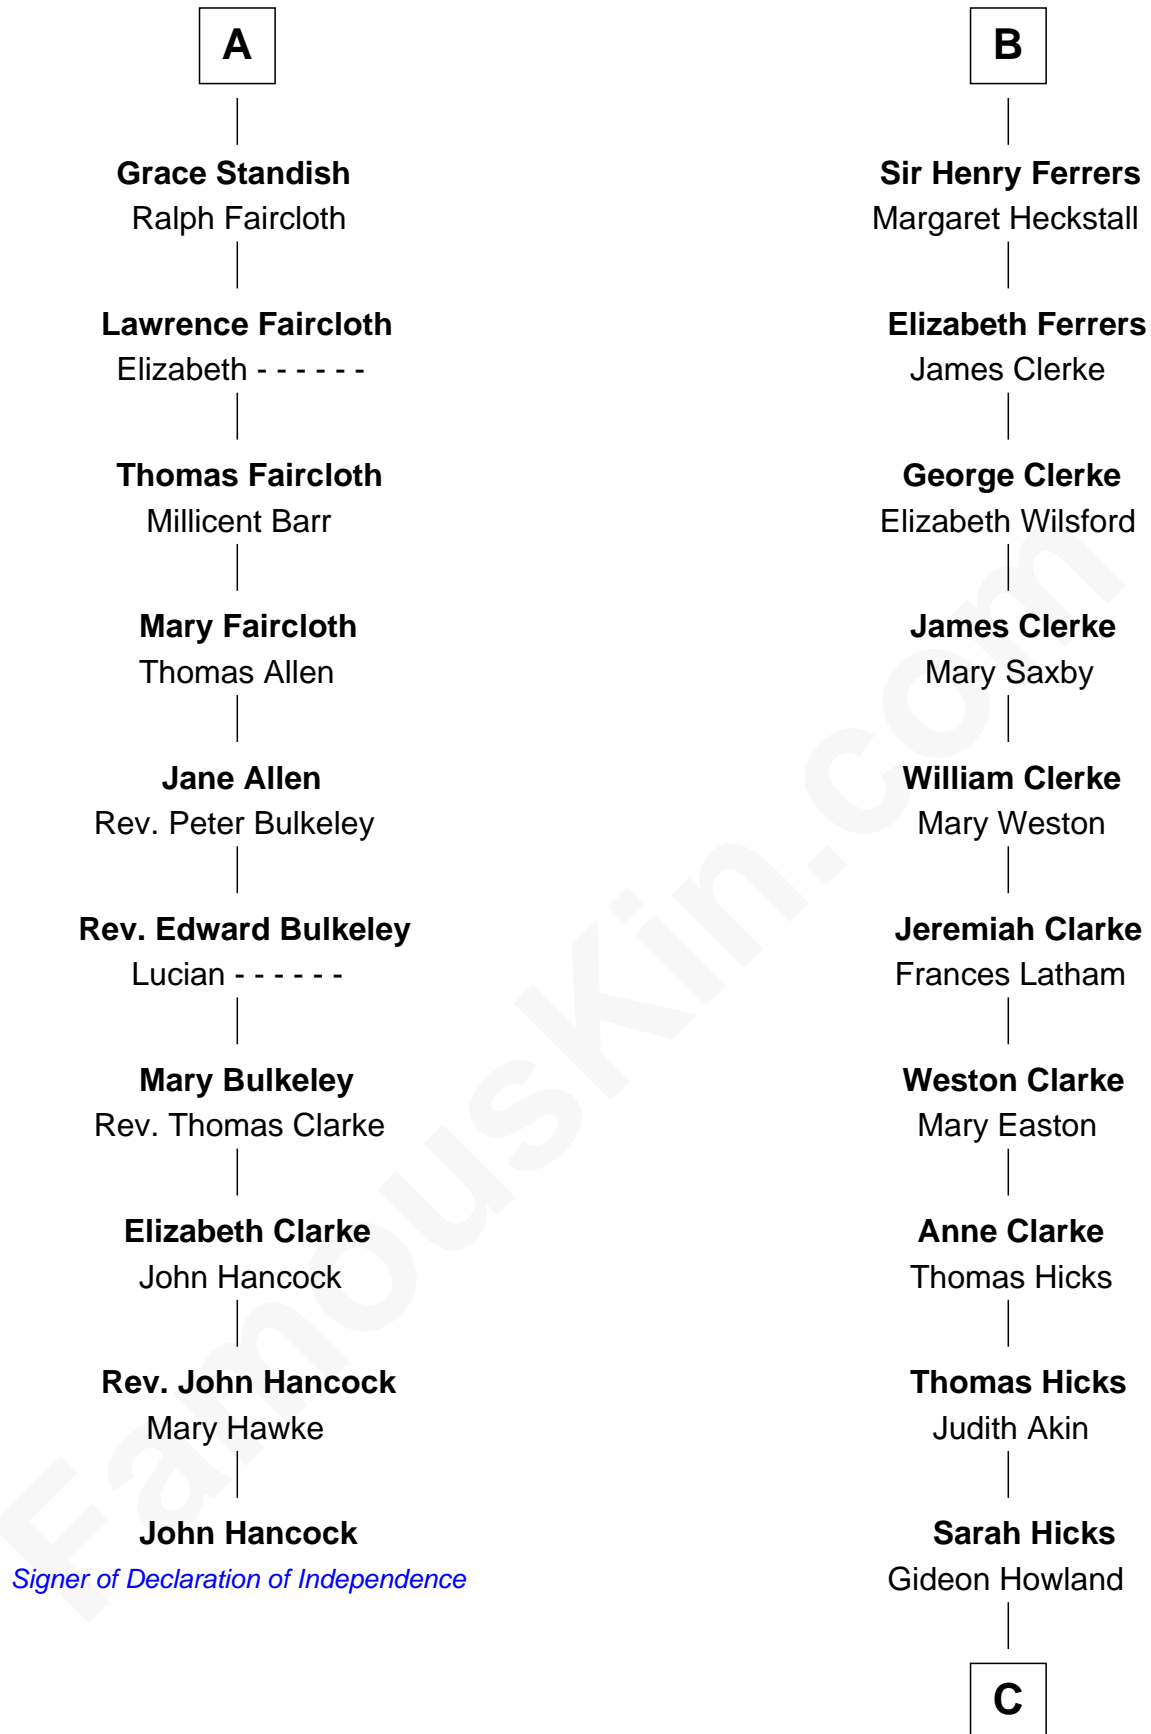 A
Grace Standish
Ralph Faircloth
Lawrence Faircloth
Elizabeth - - - - - -
Thomas Faircloth
Millicent Barr
Mary Faircloth
Thomas Allen
Jane Allen
Rev. Peter Bulkeley
Rev. Edward Bulkeley
Lucian - - - - - -
Mary Bulkeley
Rev. Thomas Clarke
Elizabeth Clarke
John Hancock
Rev. John Hancock
Mary Hawke
John Hancock
Signer of Declaration of Independence
B
Sir Henry Ferrers
Margaret Heckstall
Elizabeth Ferrers
James Clerke
George Clerke
Elizabeth Wilsford
James Clerke
Mary Saxby
William Clerke
Mary Weston
Jeremiah Clarke
Frances Latham
Weston Clarke
Mary Easton
Anne Clarke
Thomas Hicks
Thomas Hicks
Judith Akin
Sarah Hicks
Gideon Howland
C
FamousKin.com